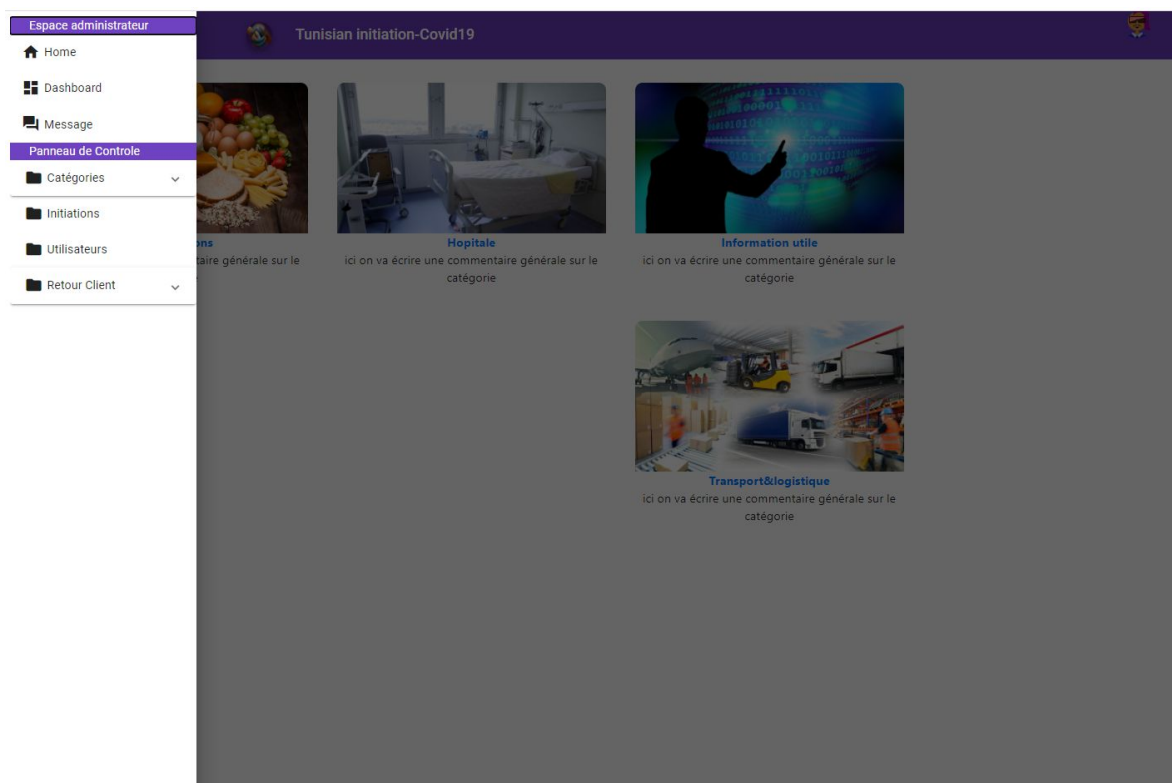 Espace administrateur
Home
Dashboard
Message
Panneau de Controle
Catégories
Initiations
Utilisateurs
Retour Client
Tunisian initiation-Covid19
Hopitale
ici on va écrire une commentaire générale sur le
catégorie
Information utile
ici on va écrire une commentaire générale sur le
catégorie
générale sur le
Transport&logistique
ici on va écrire une commentaire générale sur le
catégorie